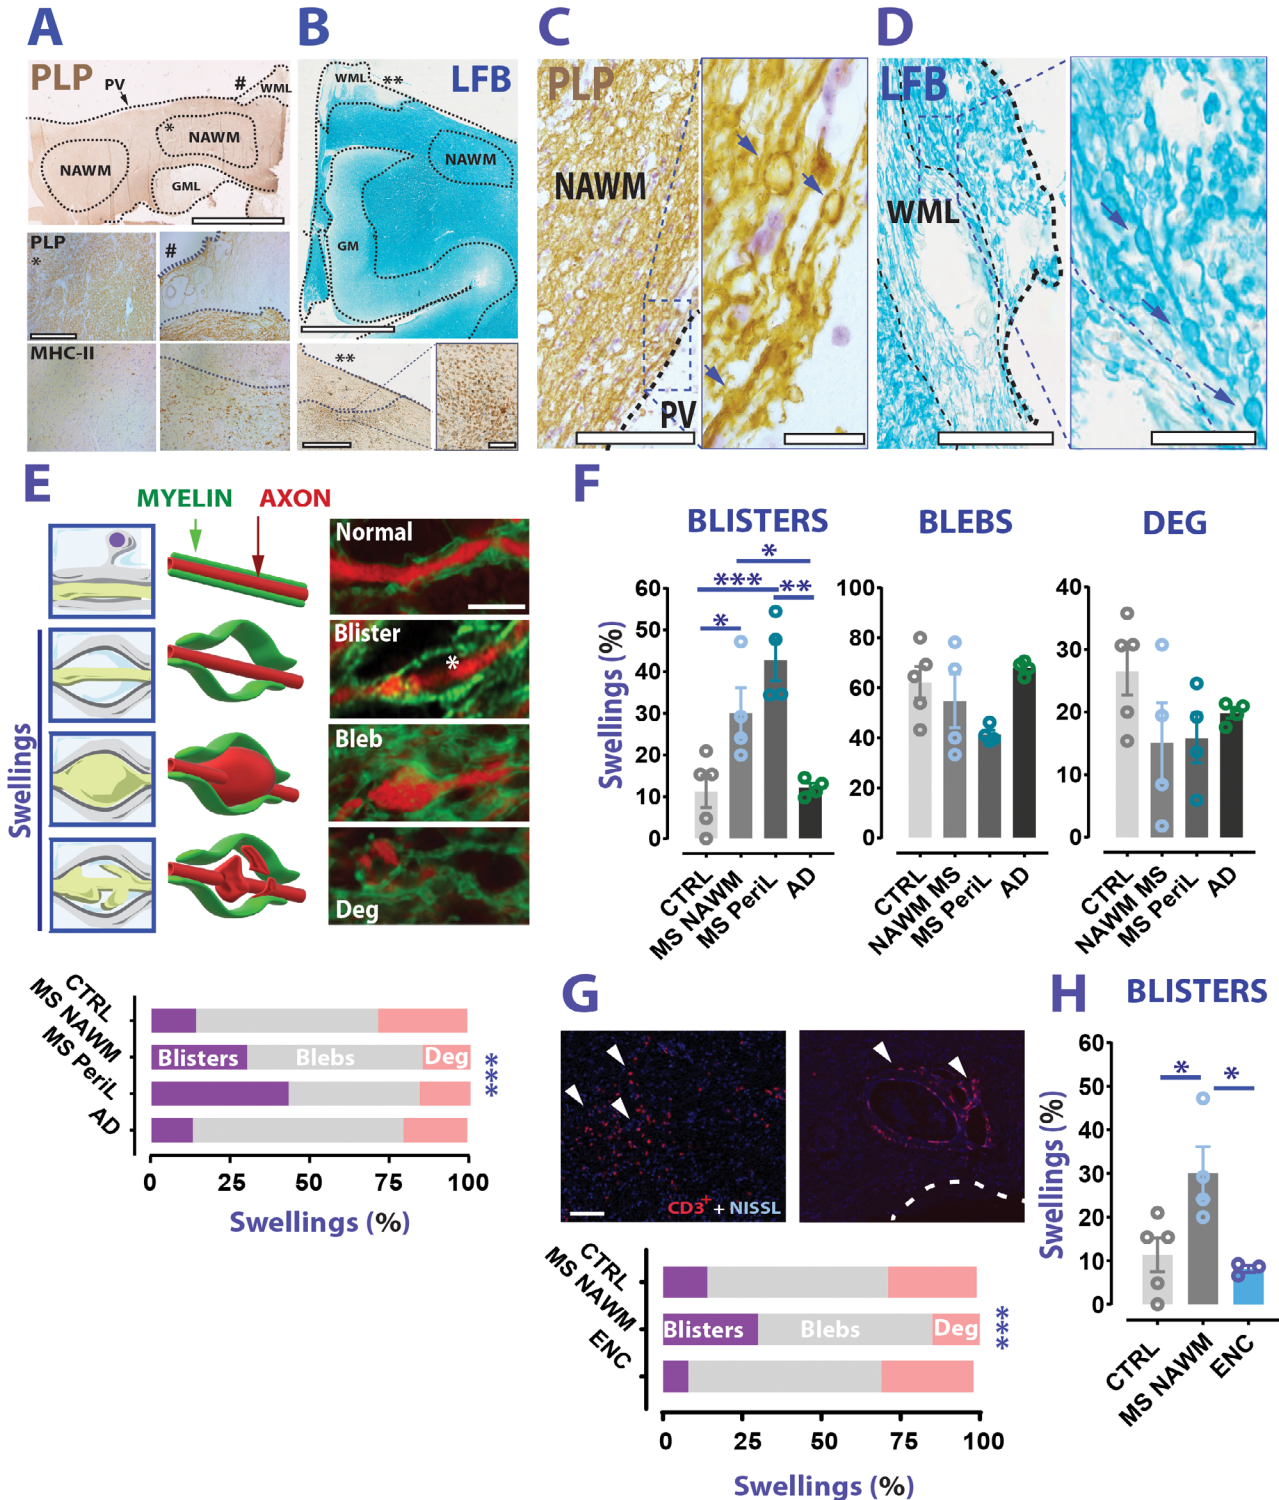 A
PLP
PV
#
WML
*
NAWM
NAWM
GML
PLP
*
#
MHC-II
B
WML
**
LFB
NAWM
GM
**
C
PLP
NAWM
PV
D
LFB
WML
E
MYELIN
AXON
Normal
Blister
*
Bleb
Deg
Swellings
CTRL
MS NAWM
MS PeriL
AD
Blisters
Blebs
Deg
***
0
25
50
75
100
Swellings (%)
F
BLISTERS
*
***
**
*
Swellings (%)
60
50
40
30
20
10
0
CTRL
MS NAWM
MS PeriL
AD
BLEBS
100
80
60
40
20
0
CTRL
NAWM MS
MS PeriL
AD
DEG
40
30
20
10
0
CTRL
NAWM MS
MS PeriL
AD
G
CD3+ + NISSL
CTRL
MS NAWM
ENC
Blisters
Blebs
Deg
***
0
25
50
75
100
Swellings (%)
H
BLISTERS
*
*
Swellings (%)
60
50
40
30
20
10
0
CTRL
MS NAWM
ENC